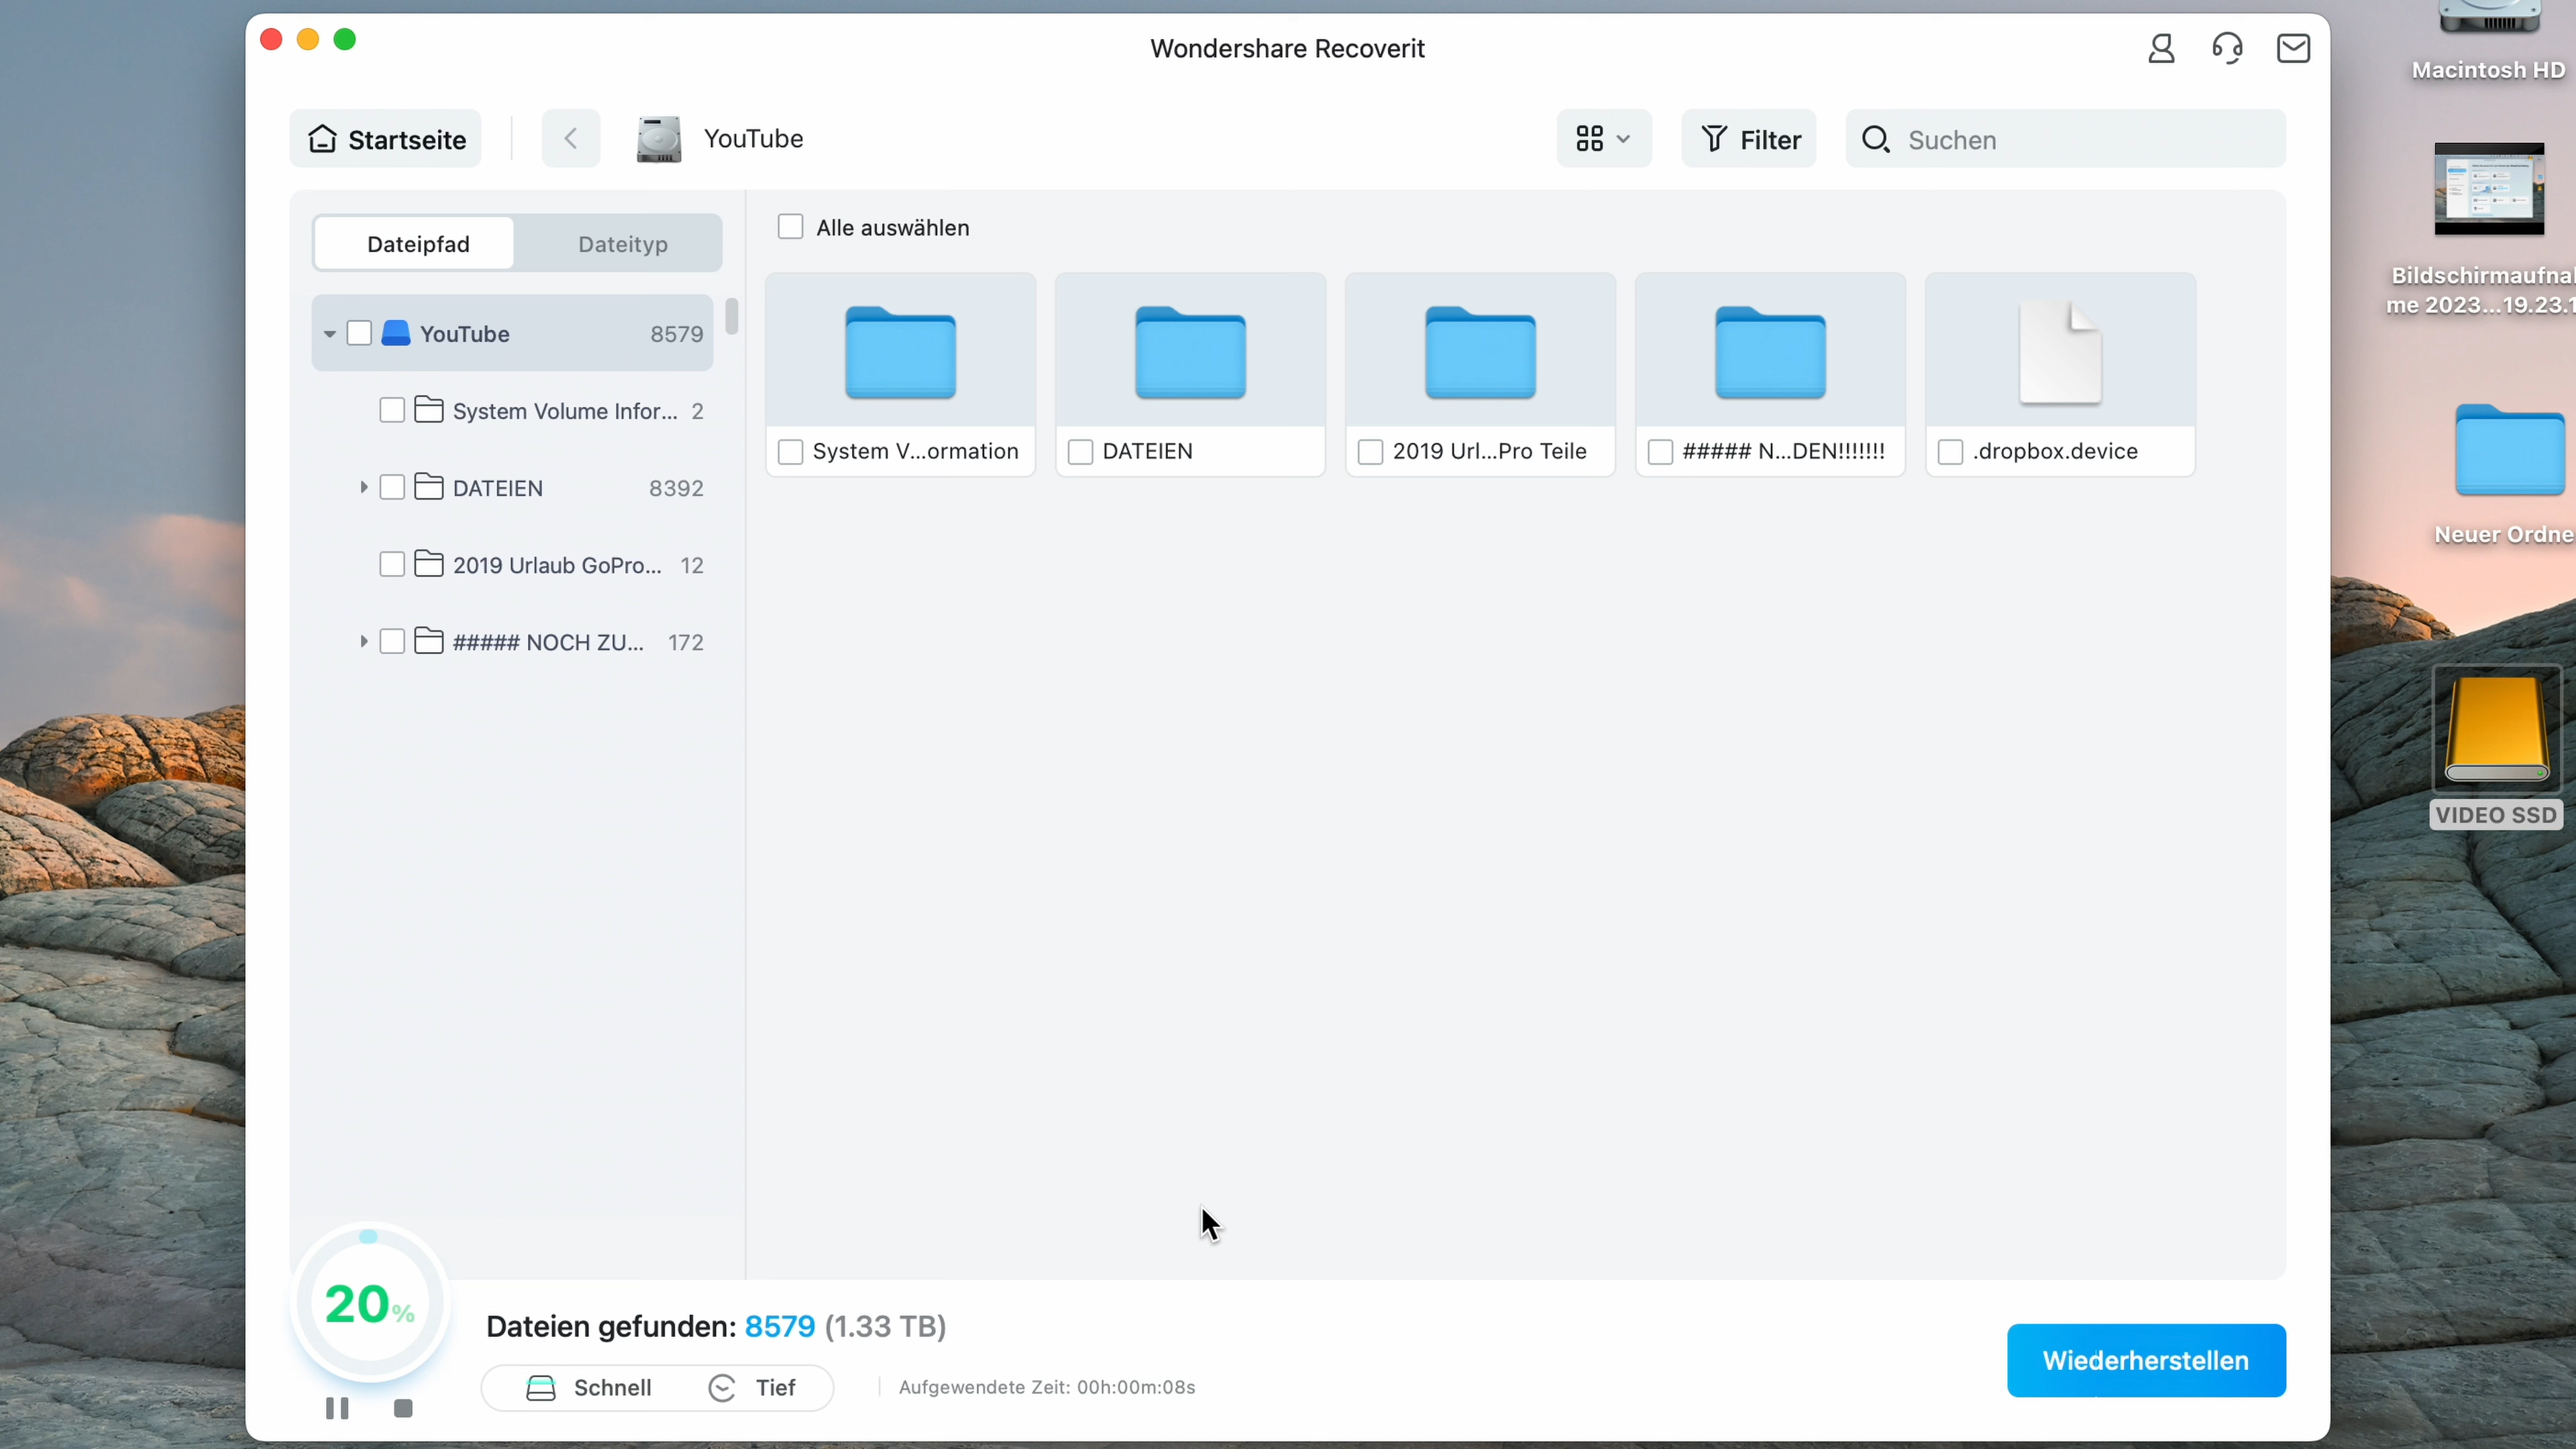 Wondershare Recoverit
Macintosh HD
Startseite
YouTube
Filter
Suchen
Dateipfad
Dateityp
Alle auswählen
Bildschirmaufna
me 2023...19.23.1
YouTube 8579
System Volume Infor... 2
System V...ormation
DATEIEN
2019 Url...Pro Teile
##### N...DEN!!!!!!!
.dropbox.device
DATEIEN 8392
Neuer Ordne
2019 Urlaub GoPro... 12
##### NOCH ZU... 172
VIDEO SSD
20%
Dateien gefunden: 8579 (1.33 TB)
Wiederherstellen
Schnell
Tief
Aufgewendete Zeit: 00h:00m:08s